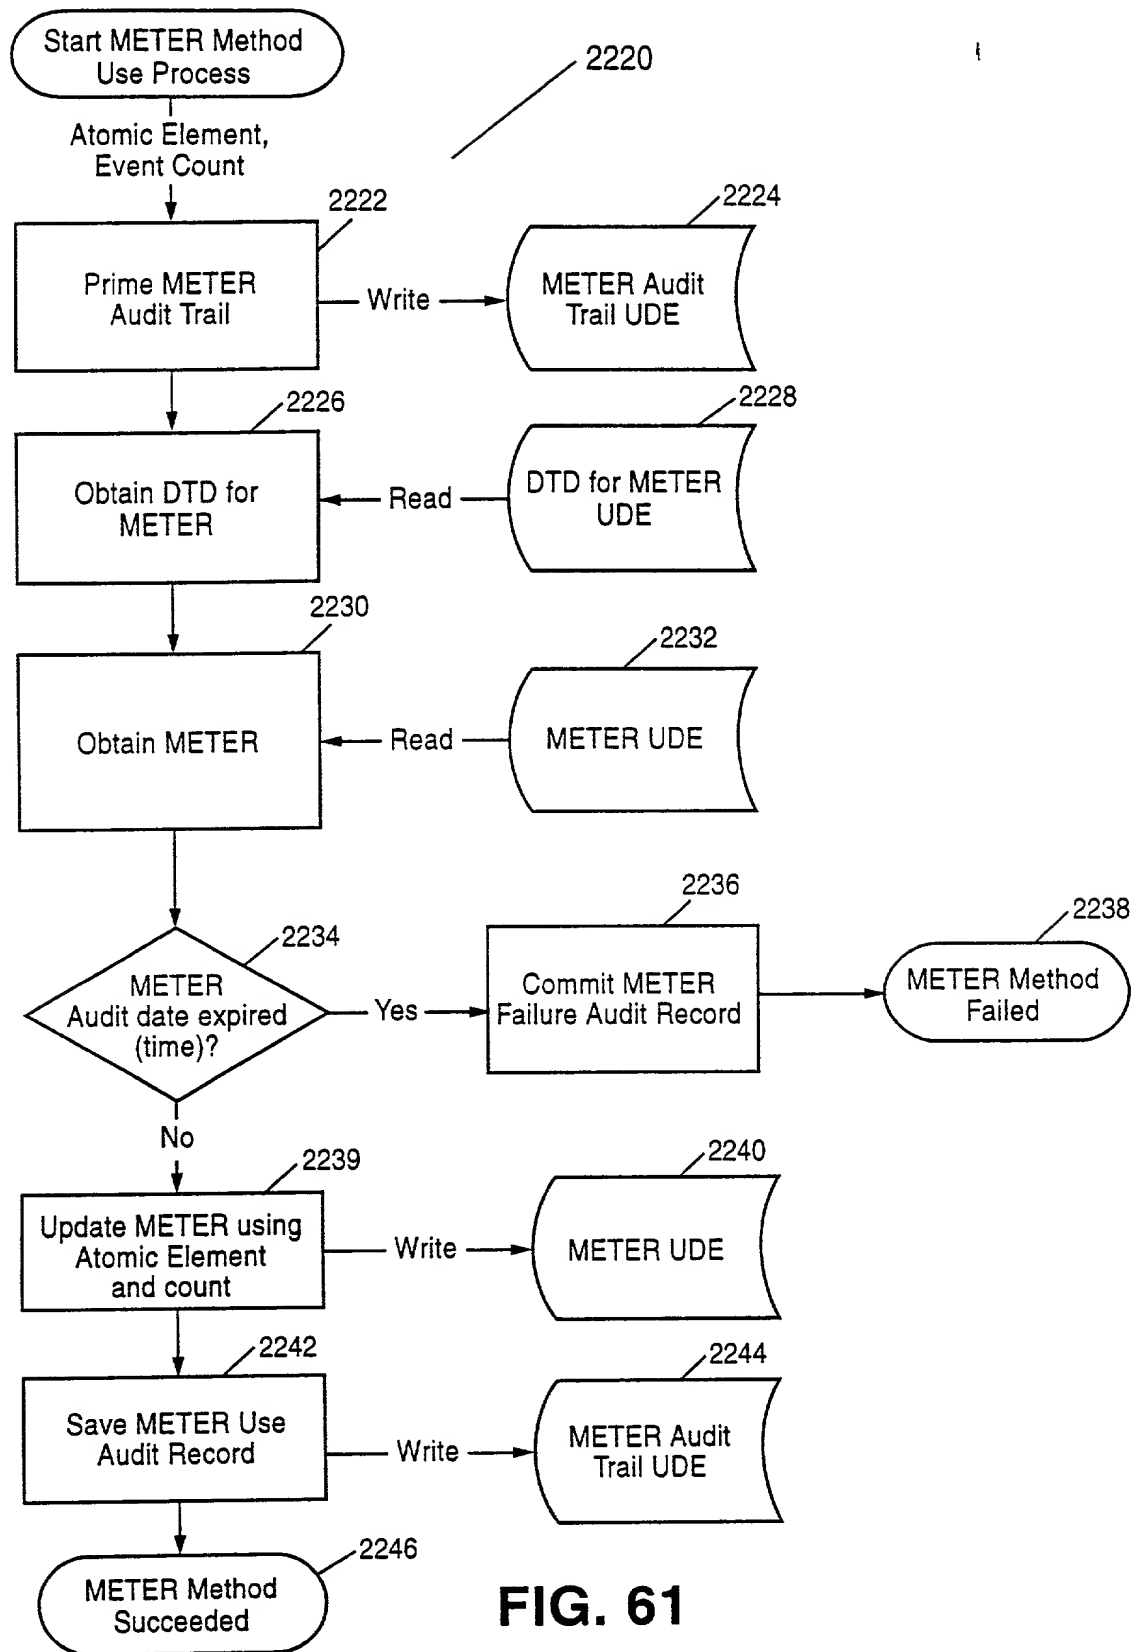 Start METER Method
Use Process
2220
Atomic Element,
Event Count
2222
2224
Prime METER
Audit Trail
Write
METER Audit
Trail UDE
2226
2228
Obtain DTD for
METER
Read
DTD for METER
UDE
2230
2232
Obtain METER
Read
METER UDE
2234
2236
2238
METER
Audit date expired
(time)?
Yes
Commit METER
Failure Audit Record
METER Method
Failed
No
2239
2240
Update METER using
Atomic Element
and count
Write
METER UDE
2242
2244
Save METER Use
Audit Record
Write
METER Audit
Trail UDE
2246
METER Method
Succeeded
FIG. 61